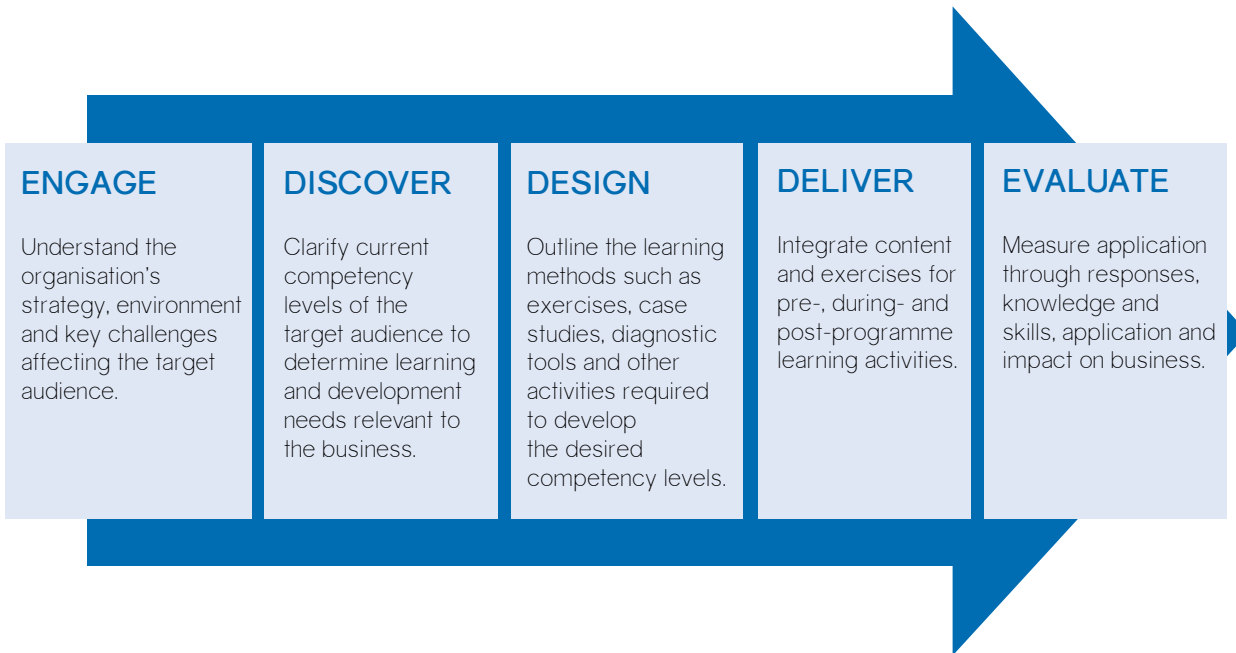 ENGAGE
Understand the
organisation's
strategy, environment
and key challenges
affecting the target
audience.
DISCOVER
Clarify current
competency
levels of the
target audience to
determine learning
and development
needs relevant to
the business.
DESIGN
Outline the learning
methods such as
exercises, case
studies, diagnostic
tools and other
activities required
to develop
the desired
competency levels.
DELIVER
Integrate content
and exercises for
pre-, during- and
post-programme
learning activities.
EVALUATE
Measure application
through responses,
knowledge and
skills, application and
impact on business.